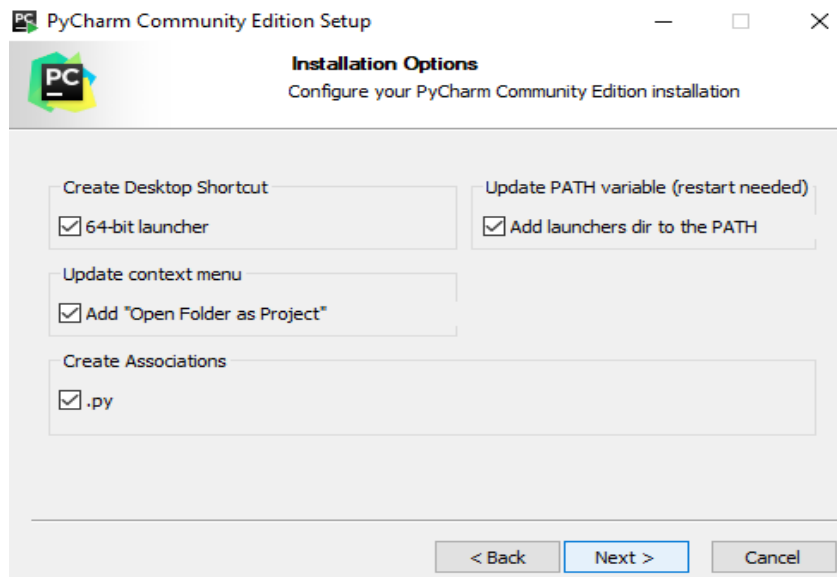 PyCharm Community Edition Setup
PC
Installation Options
Configure your PyCharm Community Edition installation
Create Desktop Shortcut
64-bit launcher
Update PATH variable (restart needed)
Add launchers dir to the PATH
Update context menu
Add "Open Folder as Project"
Create Associations
.py
< Back
Next >
Cancel